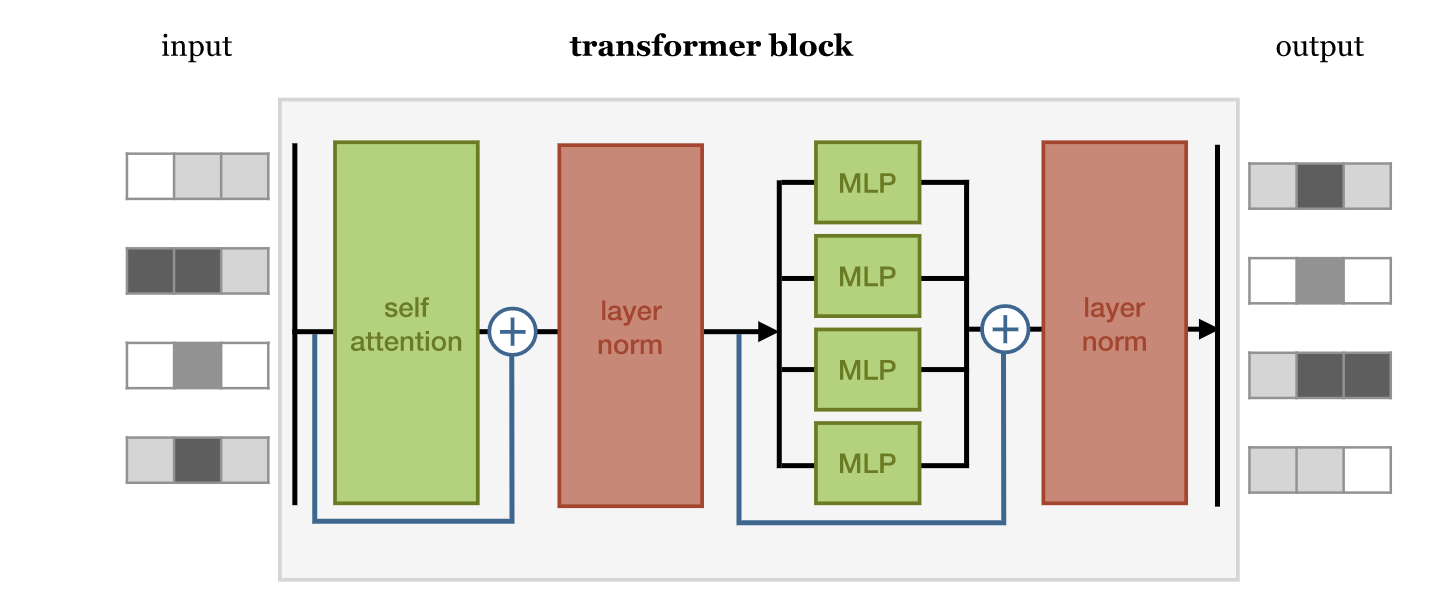 input
transformer block
output
self
attention
layer
norm
MLP
MLP
MLP
MLP
layer
norm